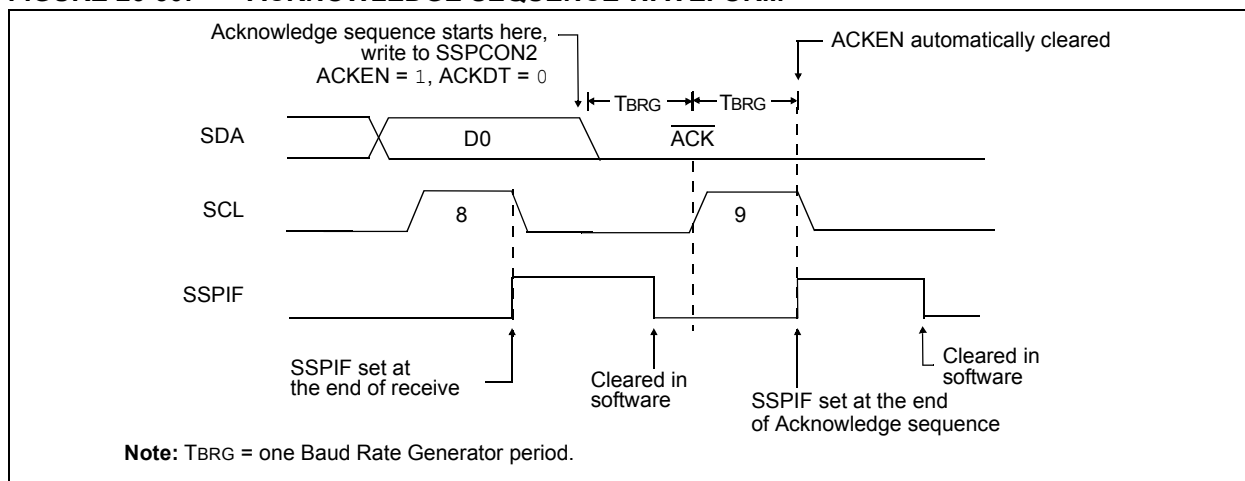 Acknowledge sequence starts here,
write to SSPCON2
ACKEN = 1, ACKDT = 0
ACKEN automatically cleared
TBRG
TBRG
SDA
D0
ACK
SCL
8
9
SSPIF
SSPIF set at
the end of receive
Cleared in
software
SSPIF set at the end
of Acknowledge sequence
Cleared in
software
Note: TBRG = one Baud Rate Generator period.